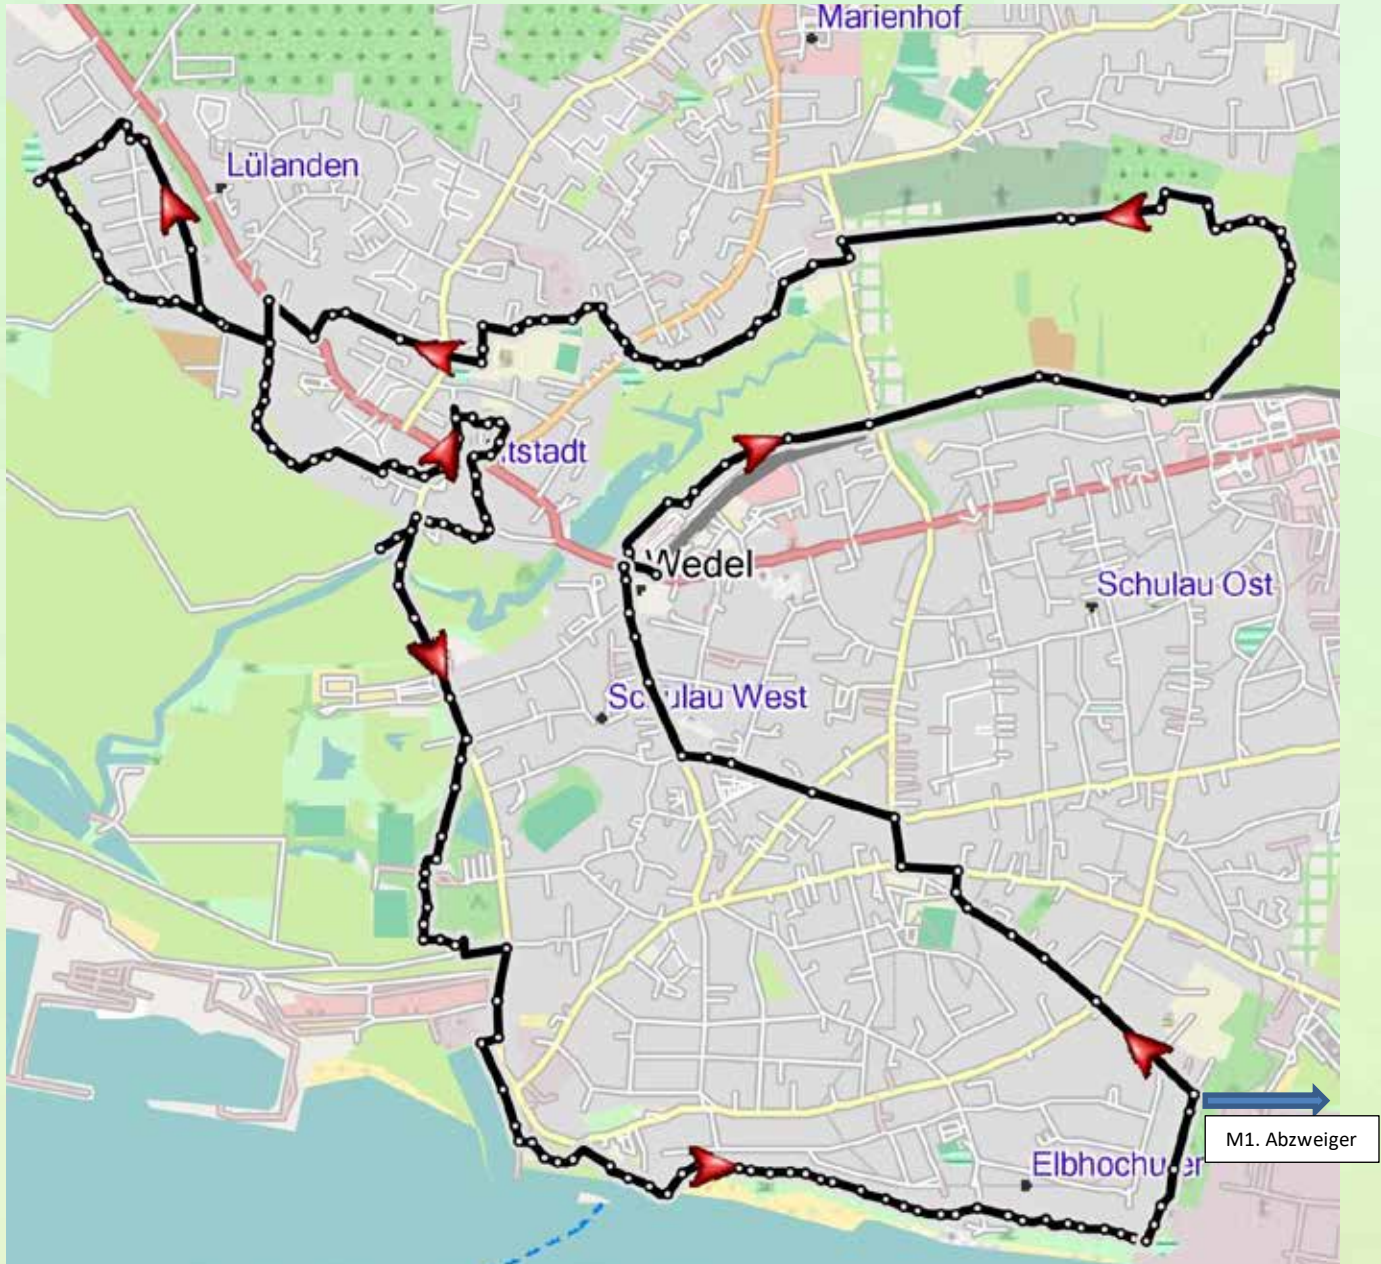 Marienhof
Lülanden
tstadt
Wedel
Schulau Ost
Sc ulau West
M1. Abzweiger
Elbhochu er